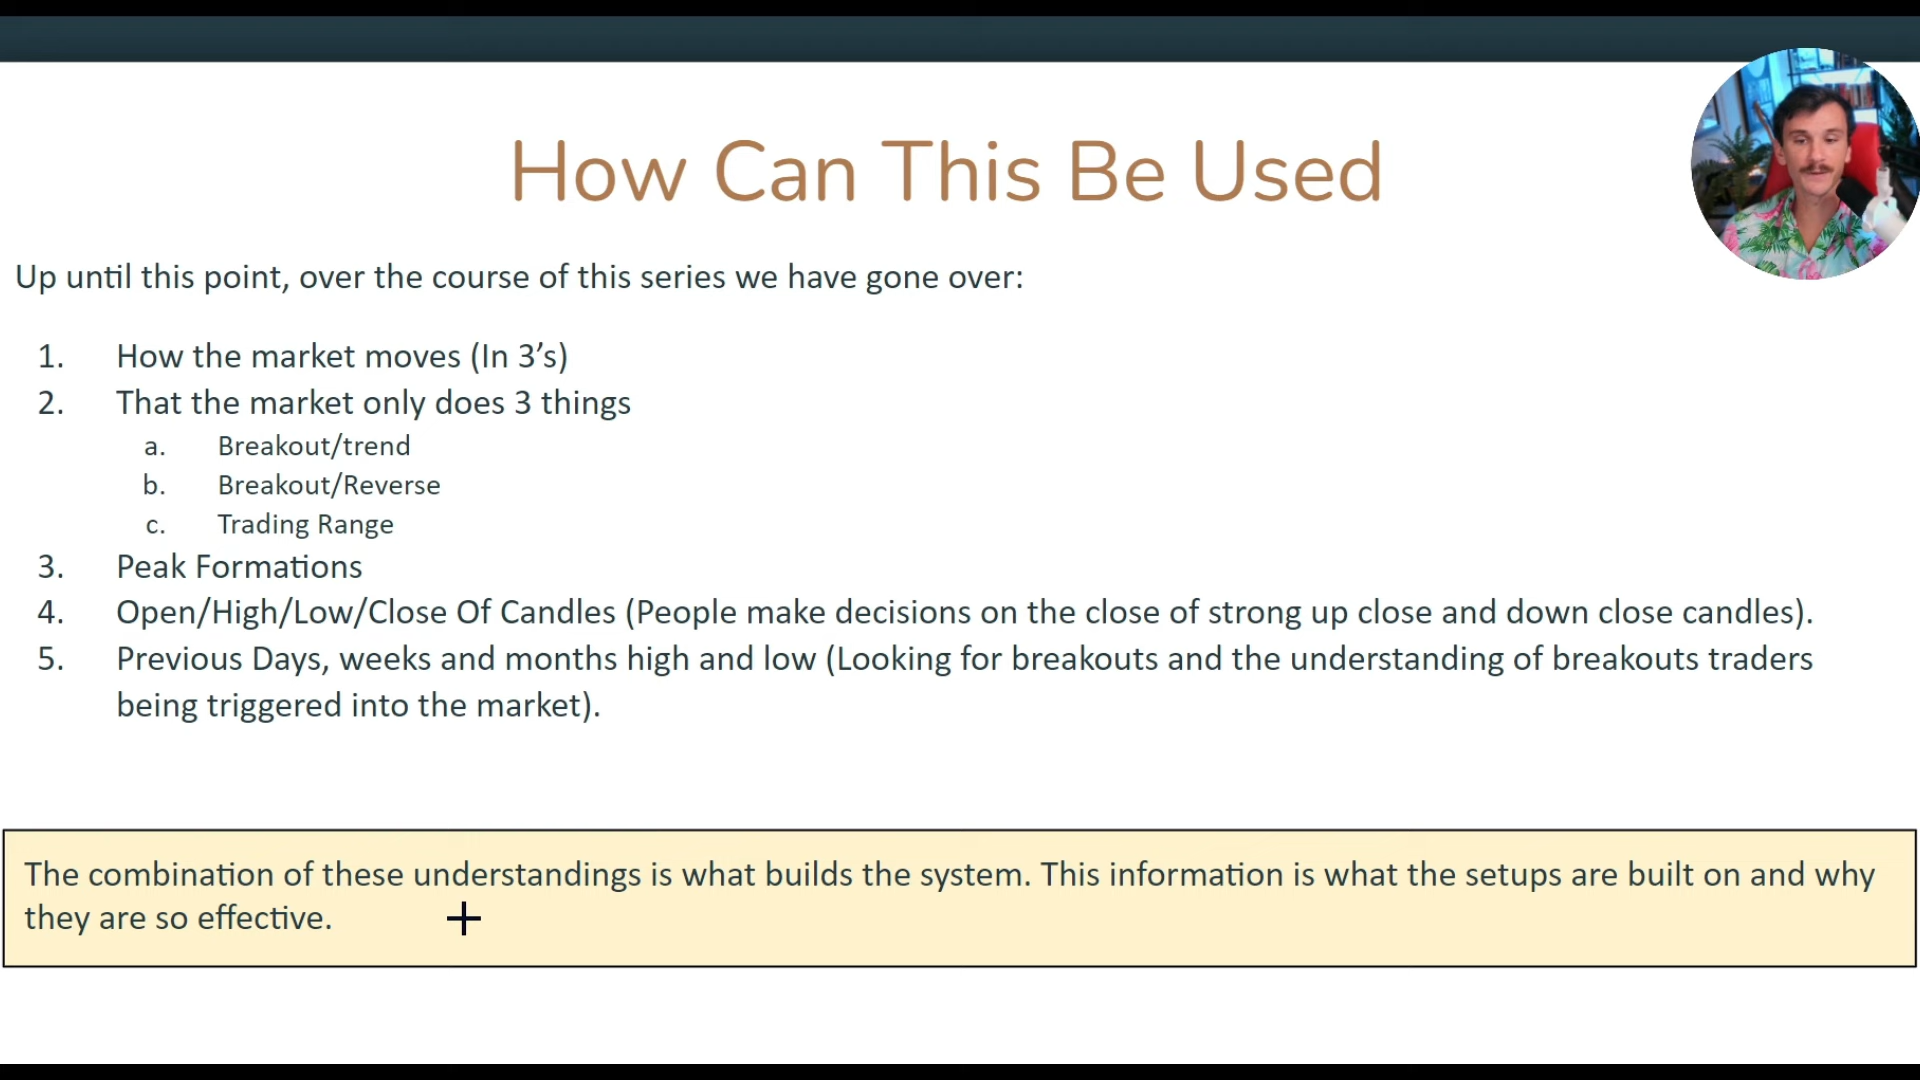 How Can This Be Used
Up until this point, over the course of this series we have gone over:
1. How the market moves (In 3’s)
2. That the market only does 3 things
a. Breakout/trend
b. Breakout/Reverse
c. Trading Range
3. Peak Formations
4. Open/High/Low/Close Of Candles (People make decisions on the close of strong up close and down close candles).
5. Previous Days, weeks and months high and low (Looking for breakouts and the understanding of breakouts traders
being triggered into the market).
The combination of these understandings is what builds the system. This information is what the setups are built on and why
they are so effective.